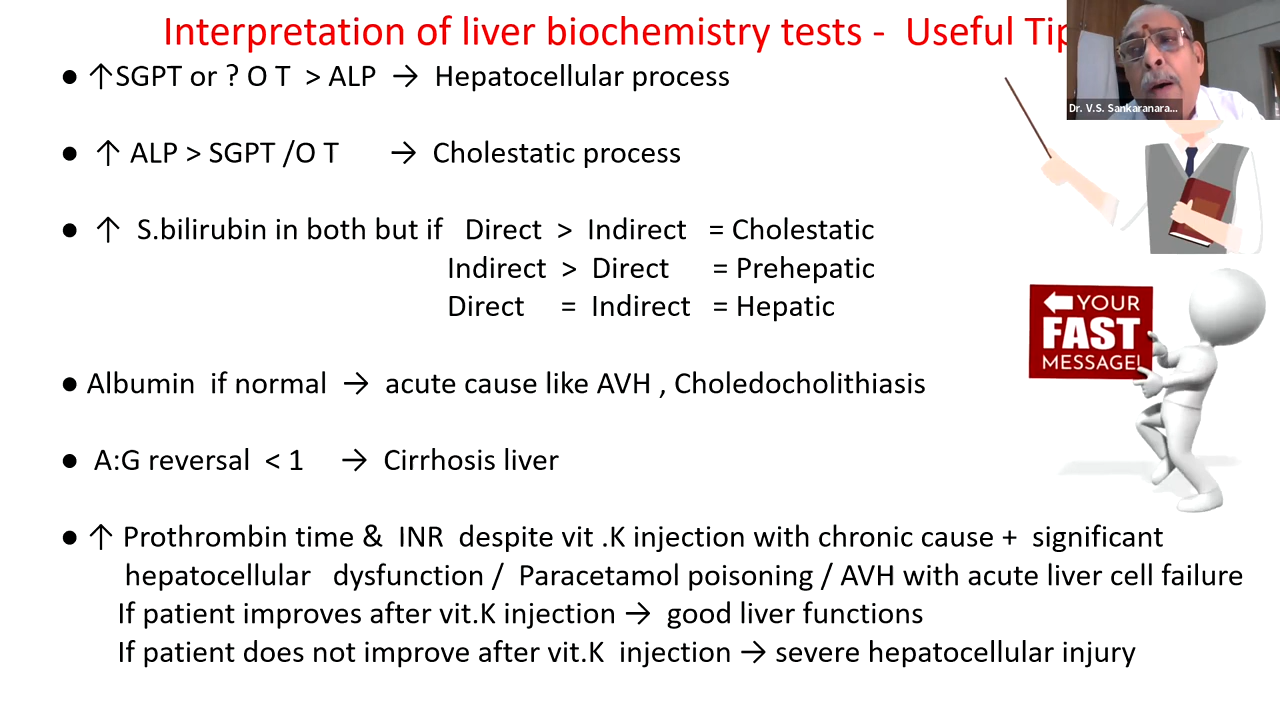 Interpretation of liver biochemistry tests - Useful
Dr. V.S. Sankaranara...
● ↑SGPT or ? O T > ALP → Hepatocellular process
● ↑ ALP > SGPT /O T → Cholestatic process
● ↑ S.bilirubin in both but if Direct > Indirect = Cholestatic
Indirect > Direct = Prehepatic
Direct = Indirect = Hepatic
YOUR
FAST
MESSAGE!
● Albumin if normal → acute cause like AVH , Choledocholithiasis
● A:G reversal < 1 → Cirrhosis liver
● ↑ Prothrombin time & INR despite vit .K injection with chronic cause + significant
hepatocellular dysfunction / Paracetamol poisoning / AVH with acute liver cell failure
If patient improves after vit.K injection → good liver functions
If patient does not improve after vit.K injection → severe hepatocellular injury